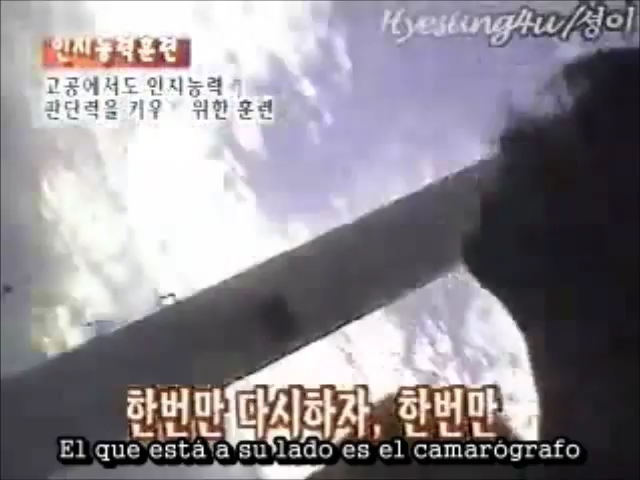 Hyesung4u/셩이
인지능력훈련
고공에서도 인지능력
판단력을 키우 위한 훈련
한번만 다시하자, 한번만
El que está a su lado es el camarógrafo